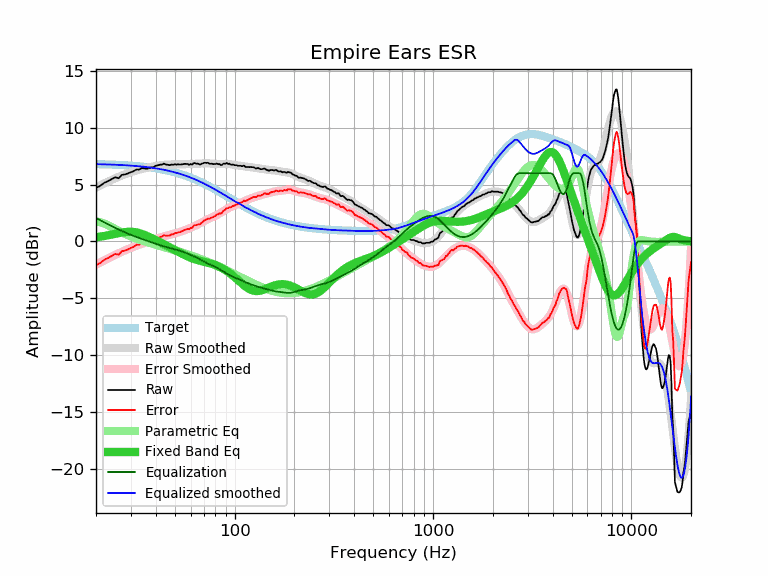 Empire Ears ESR
15
10
5
0
−5
−10
−15
−20
Amplitude (dBr)
Target
Raw Smoothed
Error Smoothed
Raw
Error
Parametric Eq
Fixed Band Eq
Equalization
Equalized smoothed
100
1000
10000
Frequency (Hz)